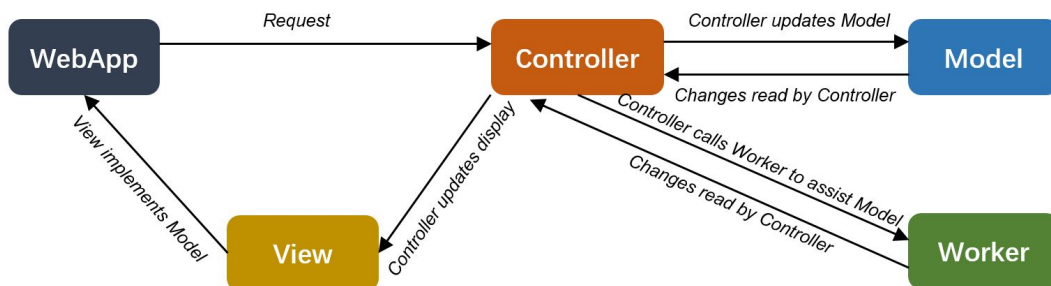 Request
Controller updates Model
WebApp
Controller
Model
Changes read by Controller
Controller calls Worker to assist Model
Changes read by Controller
View implements Model
Controller updates display
View
Worker